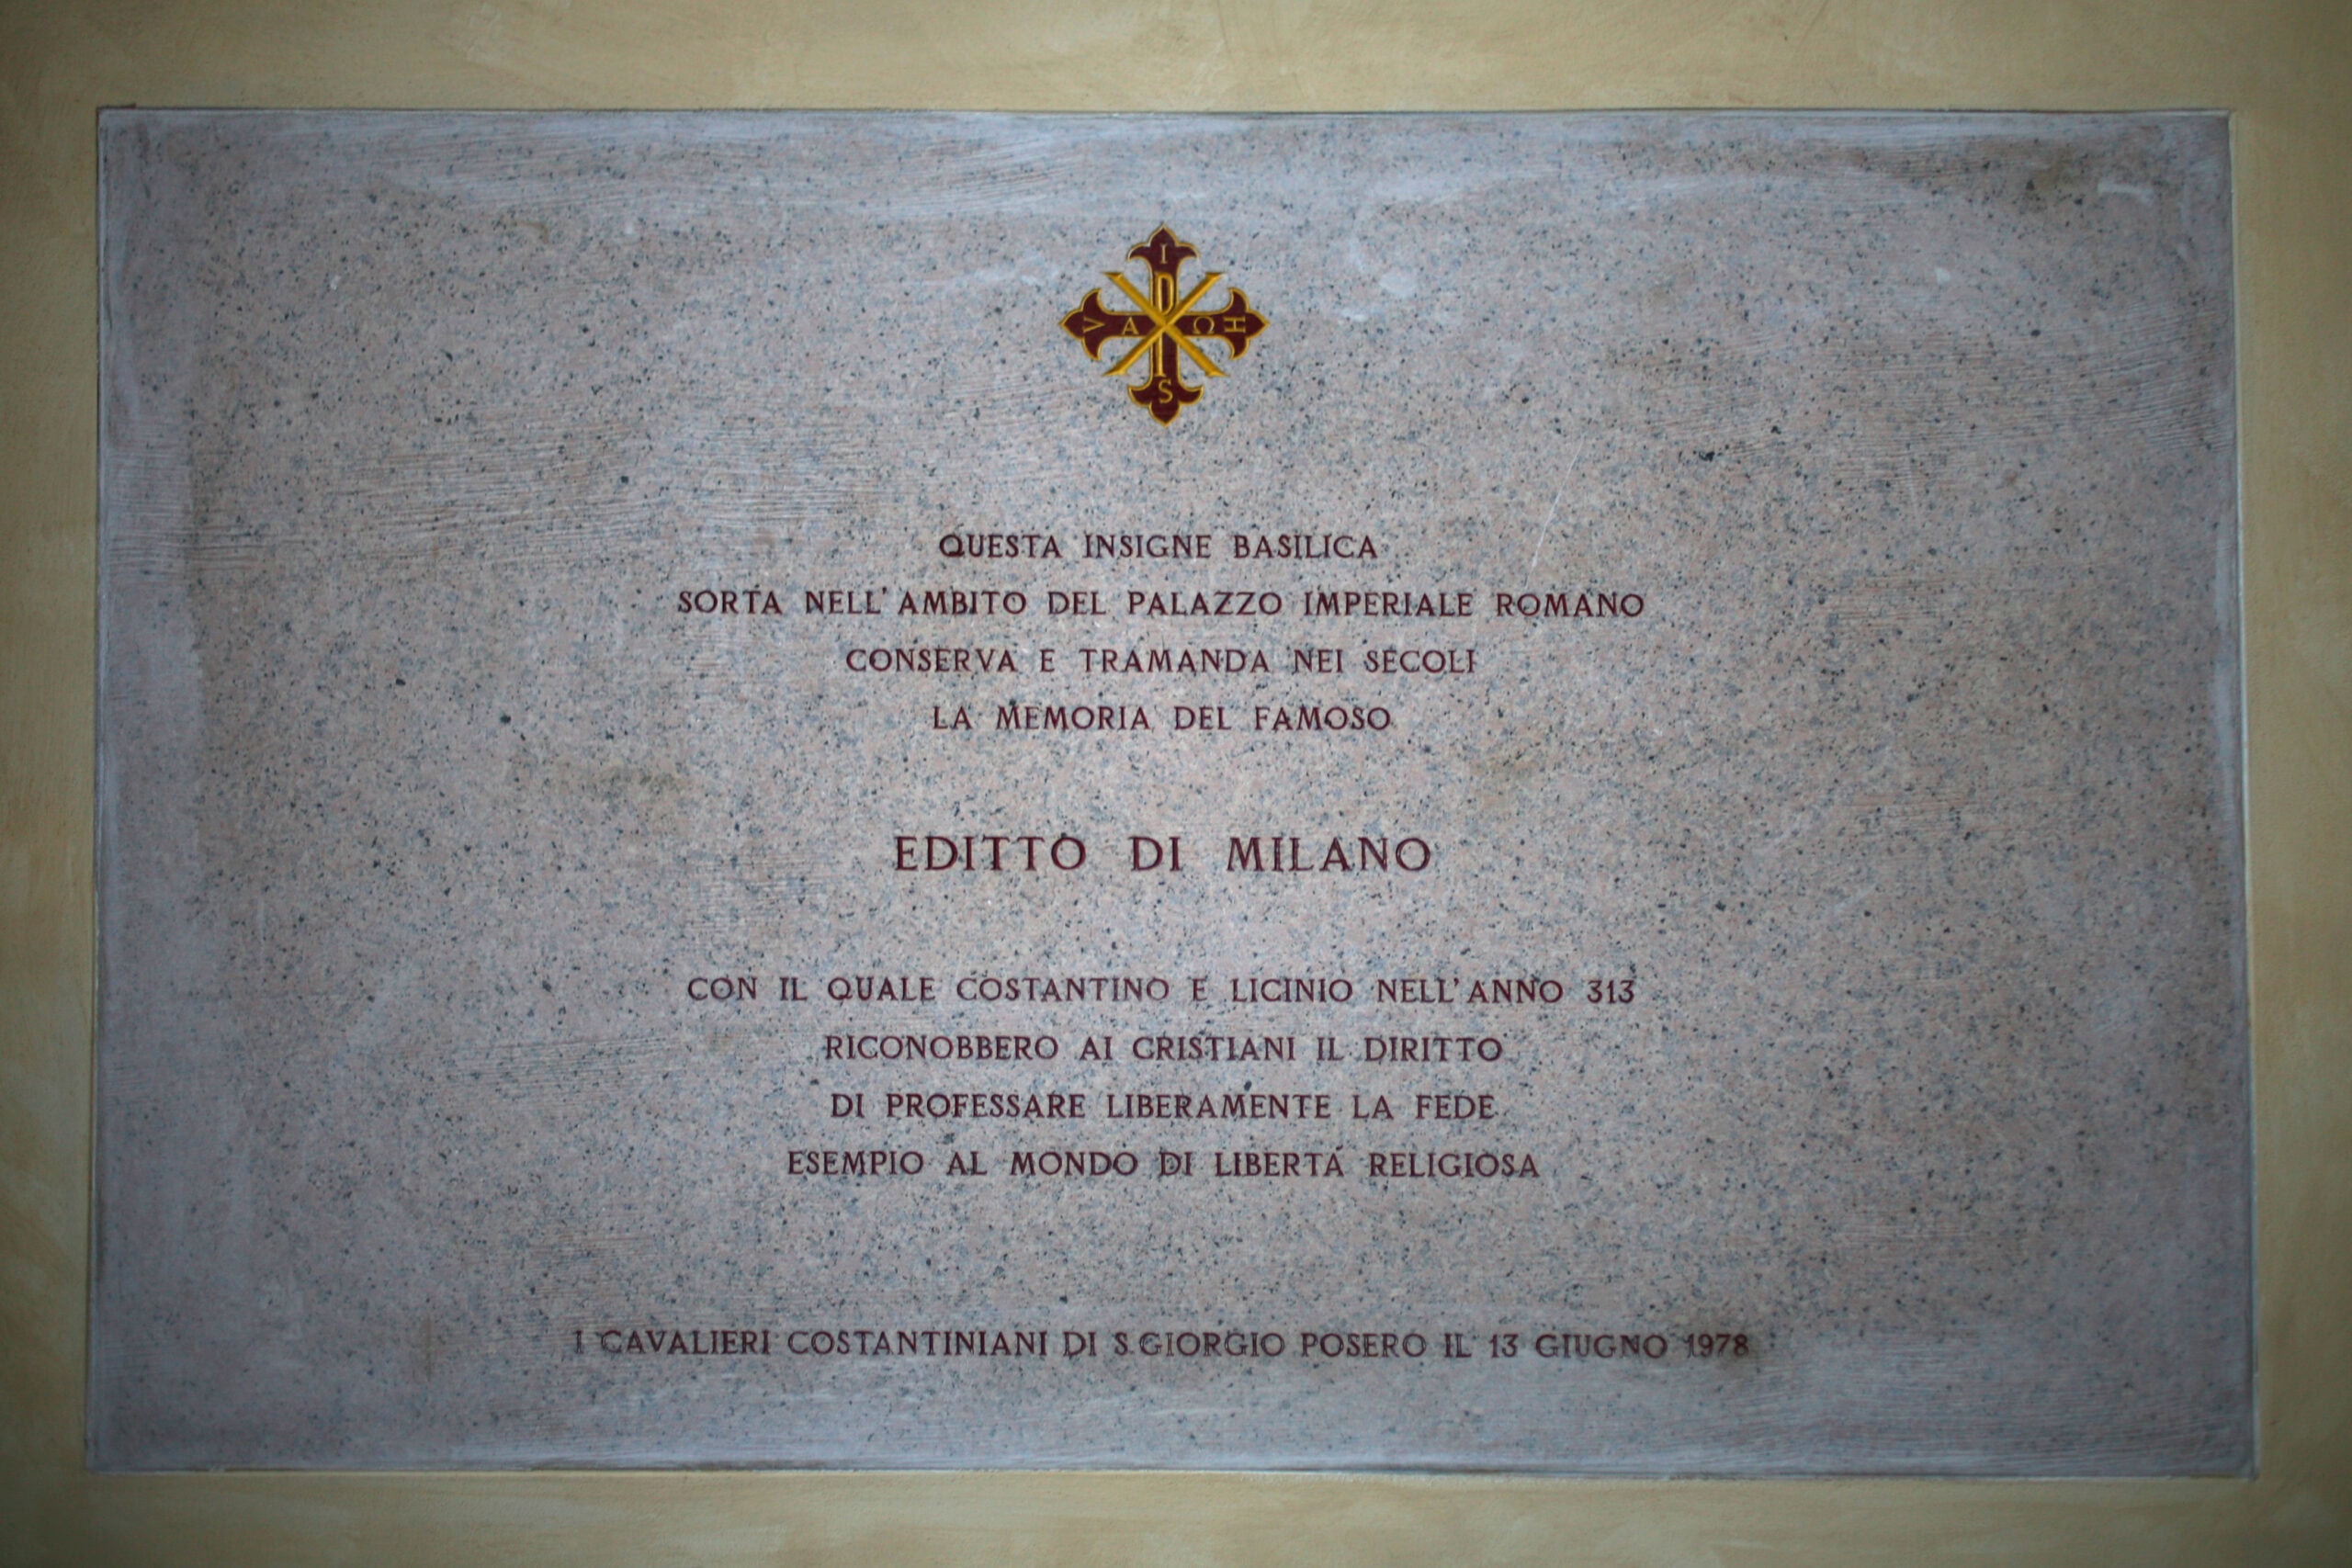 I
V A P Ω H
S
QUESTA INSIGNE BASILICA
SORTA NELL'AMBITO DEL PALAZZO IMPERIALE ROMANO
CONSERVA E TRAMANDA NEI SECOLI
LA MEMORIA DEL FAMOSO
EDITTO DI MILANO
CON IL QUALE COSTANTINO E LICINIO NELL'ANNO 313
RICONOBBERO AI CRISTIANI IL DIRITTO
DI PROFESSARE LIBERAMENTE LA FEDE
ESEMPIO AL MONDO DI LIBERTÁ RELIGIOSA
I CAVALIERI COSTANTINIANI DI S.GIORGIO POSERO IL 13 GIUGNO 1978